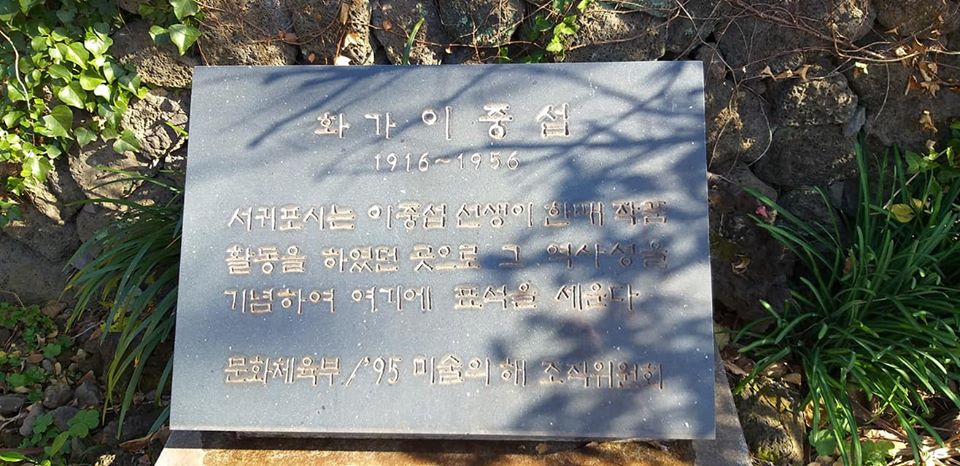 화가 이중섭
1916~1956
서귀포시는 이중섭 선생이 한때 작품
활동을 하였던 곳으로 그 역사성을
기념하여 여기에 표석을 세운다
문화체육부/'95 미술의 해 조직위원회